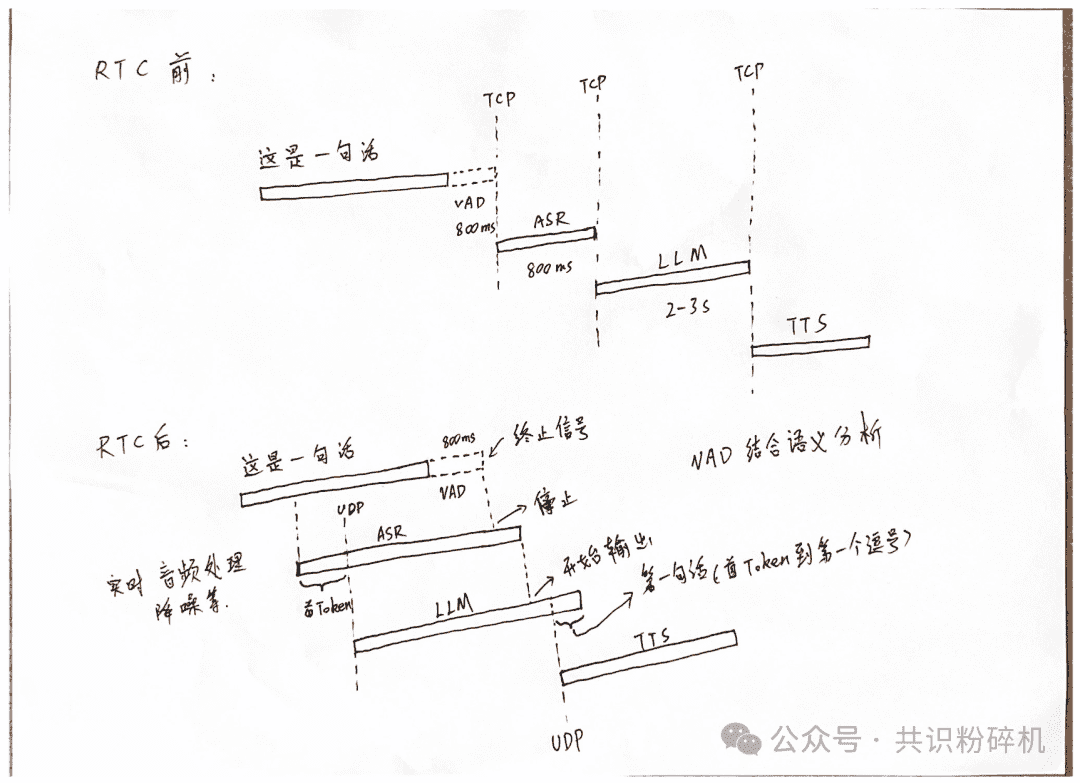 RTC 前：
TCP
TCP
TCP
这是一句话
VAD
800ms
ASR
800ms
LLM
2-3s
TTS
RTC后：
这是一句话
800ms
终止信号
VAD
VAD 结合语义分析
UDP
ASR
停止
实时音频处理
降噪等.
首Token
开始输出
第一句话(首Token到第一个逗号)
LLM
TTS
UDP
公众号 · 共识粉碎机